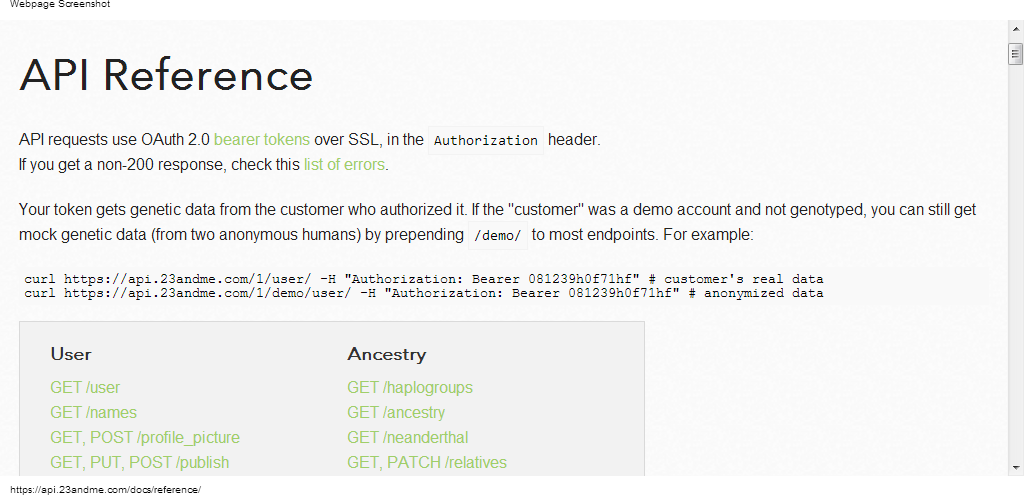 Webpage Screenshot
API Reference
API requests use OAuth 2.0 bearer tokens over SSL, in the Authorization header.
If you get a non-200 response, check this list of errors.
Your token gets genetic data from the customer who authorized it. If the "customer" was a demo account and not genotyped, you can still get
mock genetic data (from two anonymous humans) by prepending /demo/ to most endpoints. For example:
curl https://api.23andme.com/1/user/ -H "Authorization: Bearer 081239h0f71hf" # customer's real data
curl https://api.23andme.com/1/demo/user/ -H "Authorization: Bearer 081239h0f71hf" # anonymized data
User
GET /user
GET /names
GET, POST /profile_picture
GET, PUT, POST /publish
Ancestry
GET /haplogroups
GET /ancestry
GET /neanderthal
GET, PATCH /relatives
https://api.23andme.com/docs/reference/